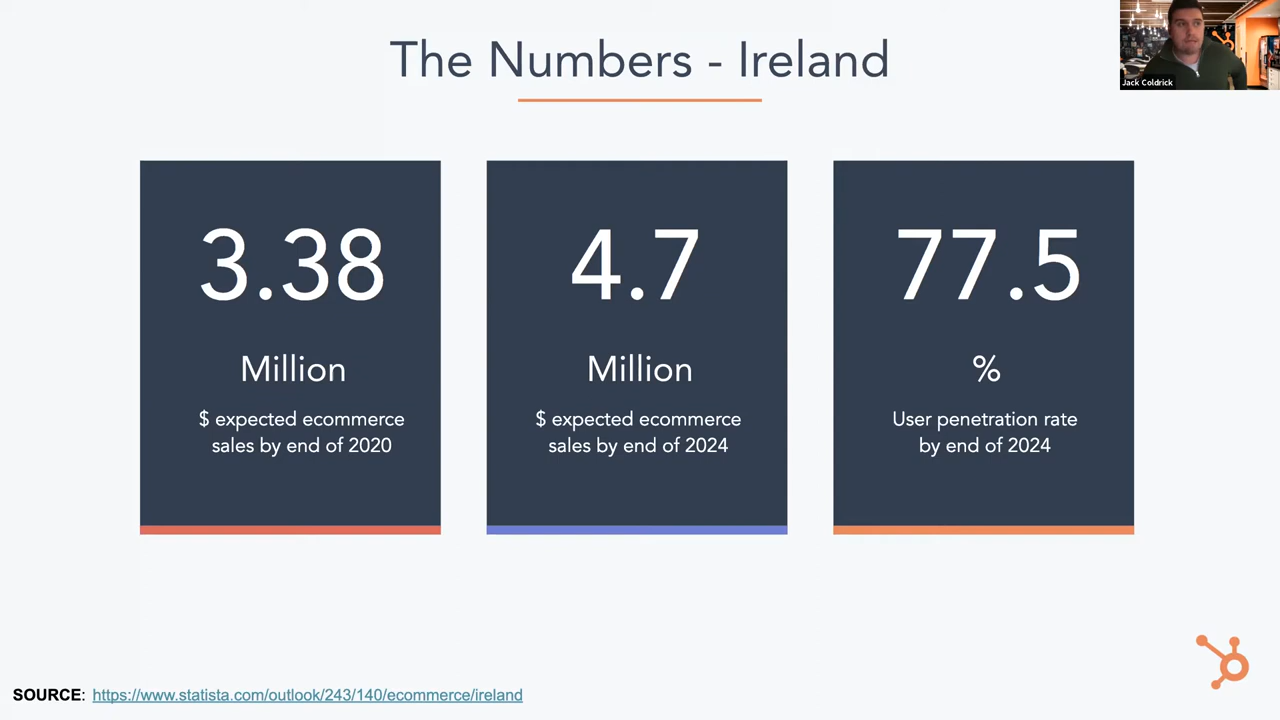 The Numbers - Ireland
Jack Coldrick
3.38
Million
$ expected ecommerce
sales by end of 2020
4.7
Million
$ expected ecommerce
sales by end of 2024
77.5
%
User penetration rate
by end of 2024
SOURCE: https://www.statista.com/outlook/243/140/ecommerce/ireland